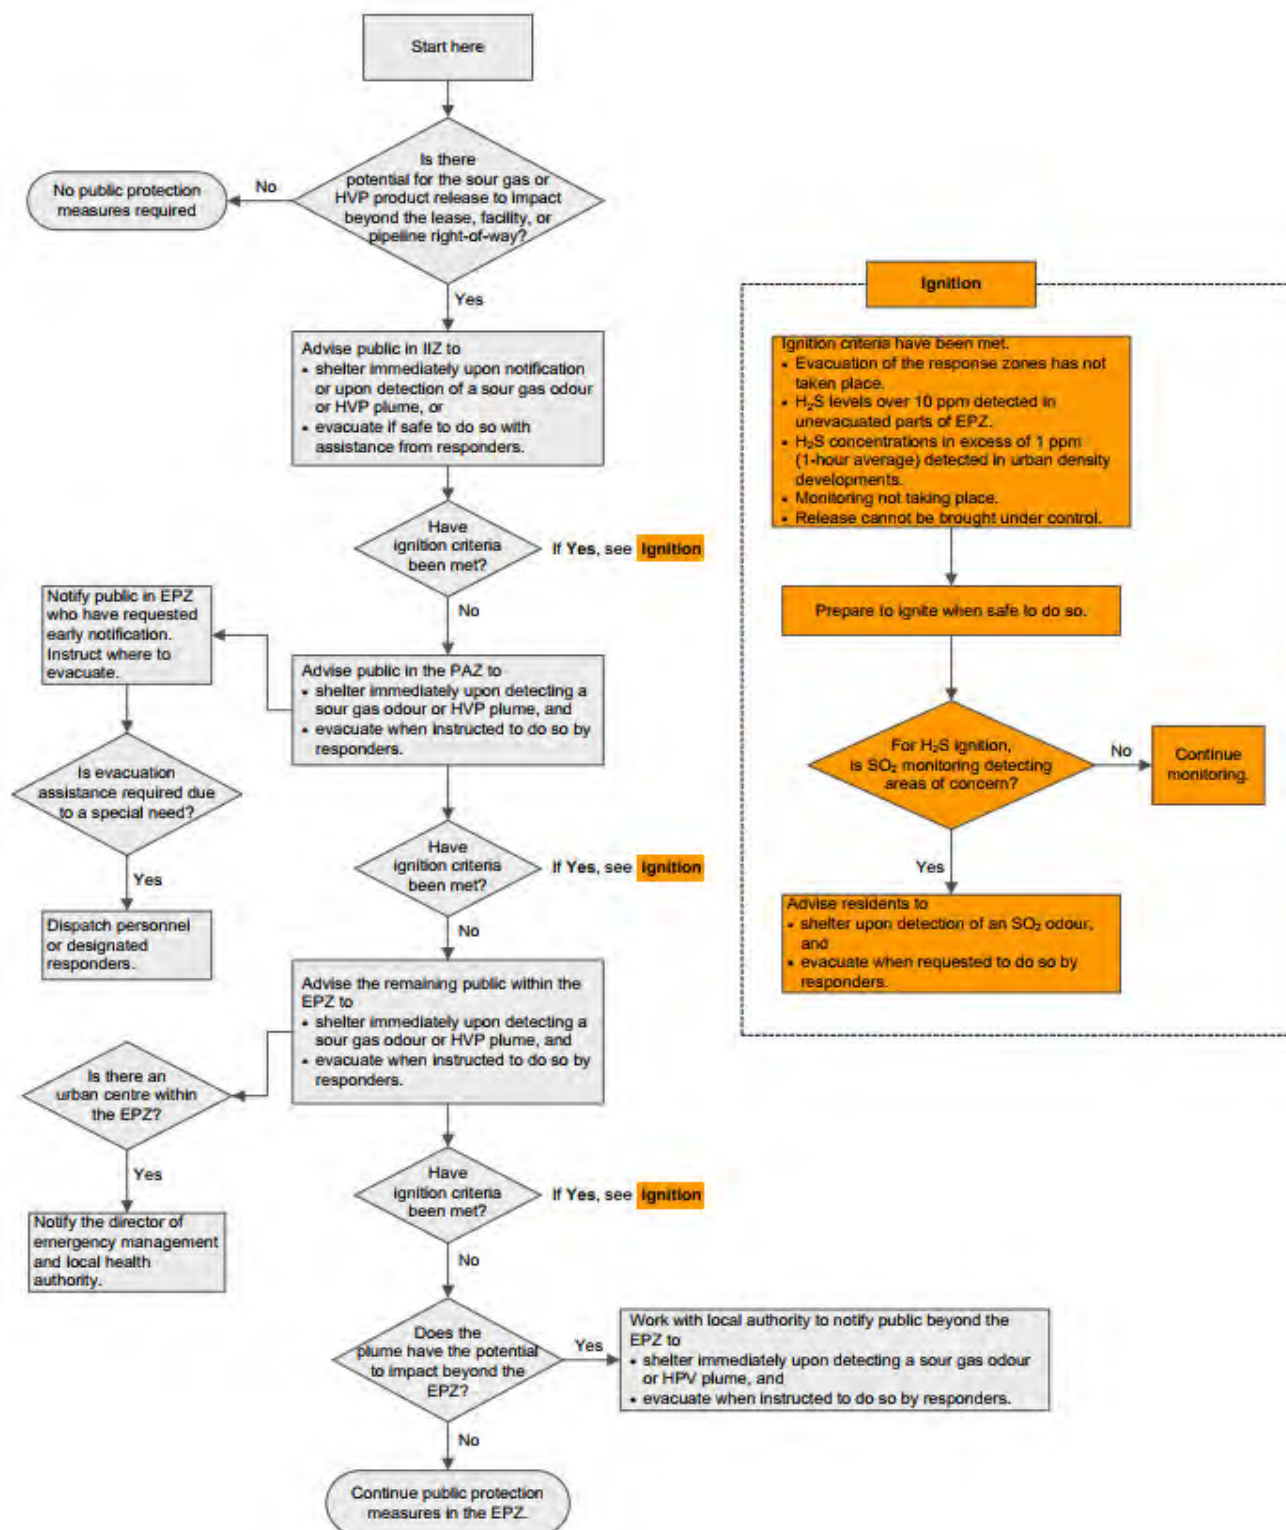 Start here
Is there
potential for the sour gas or
HVP product release to impact
beyond the lease, facility, or
pipeline right-of-way?
No
No public protection
measures required
Yes
Advise public in IIZ to
• shelter immediately upon notification
or upon detection of a sour gas odour
or HVP plume, or
• evacuate if safe to do so with
assistance from responders.
Have
ignition criteria
been met?
If Yes, see Ignition
No
Advise public in the PAZ to
• shelter immediately upon detecting a
sour gas odour or HVP plume, and
• evacuate when instructed to do so by
responders.
Notify public in EPZ
who have requested
early notification.
Instruct where to
evacuate.
Is evacuation
assistance required due
to a special need?
Yes
Dispatch personnel
or designated
responders.
Have
ignition criteria
been met?
If Yes, see Ignition
No
Advise the remaining public within the
EPZ to
• shelter immediately upon detecting a
sour gas odour or HVP plume, and
• evacuate when instructed to do so by
responders.
Is there an
urban centre within
the EPZ?
Yes
Notify the director of
emergency management
and local health
authority.
Have
ignition criteria
been met?
If Yes, see Ignition
No
Does the
plume have the potential
to impact beyond the
EPZ?
Yes
Work with local authority to notify public beyond the
EPZ to
• shelter immediately upon detecting a sour gas odour
or HPV plume, and
• evacuate when instructed to do so by responders.
No
Continue public protection
measures in the EPZ.
Ignition
Ignition criteria have been met.
• Evacuation of the response zones has not
taken place.
• H₂S levels over 10 ppm detected in
unevacuated parts of EPZ.
• H₂S concentrations in excess of 1 ppm
(1-hour average) detected in urban density
developments.
• Monitoring not taking place.
• Release cannot be brought under control.
Prepare to ignite when safe to do so.
For H₂S ignition,
is SO₂ monitoring detecting
areas of concern?
No
Continue
monitoring.
Yes
Advise residents to
• shelter upon detection of an SO₂ odour,
and
• evacuate when requested to do so by
responders.